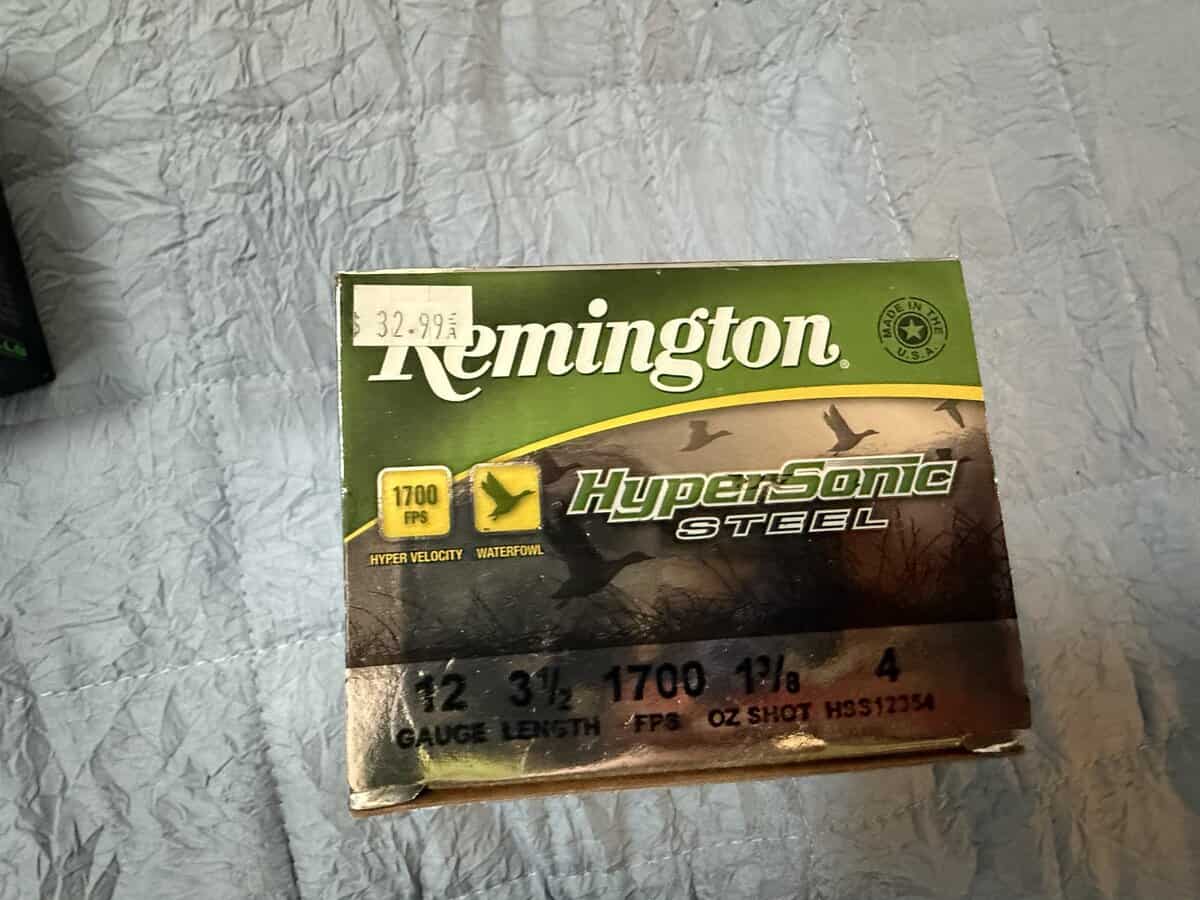 $ 32.99 EA
Remington®
MADE IN THE U.S.A.
1700
FPS
HYPER VELOCITY
WATERFOWL
HyperSonic
STEEL
12 3½ 1700 1⅜ 4
GAUGE LENGTH FPS OZ SHOT HSS12354